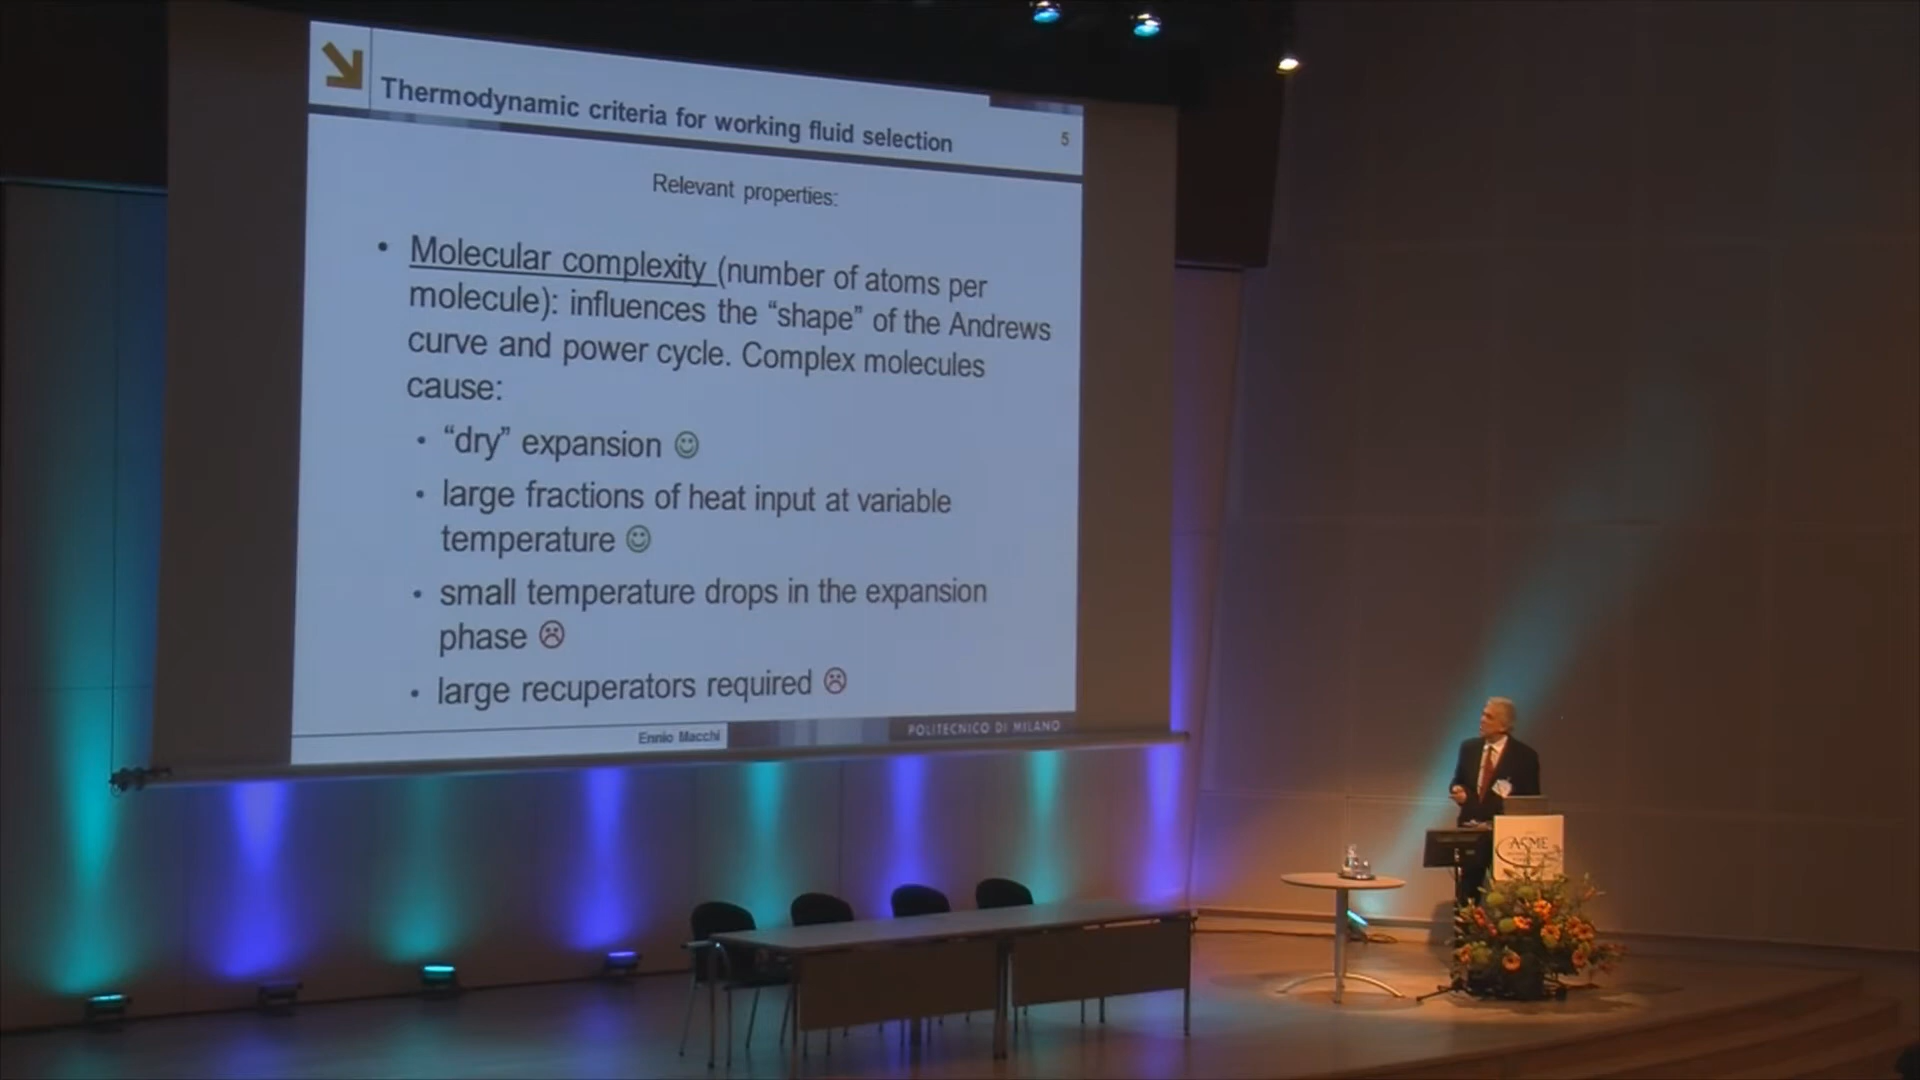 Thermodynamic criteria for working fluid selection
5
Relevant properties:
• Molecular complexity (number of atoms per
molecule): influences the “shape” of the Andrews
curve and power cycle. Complex molecules
cause:
• “dry” expansion
• large fractions of heat input at variable
temperature
• small temperature drops in the expansion
phase
• large recuperators required
Ennio Macchi
POLITECNICO DI MILANO
ASME